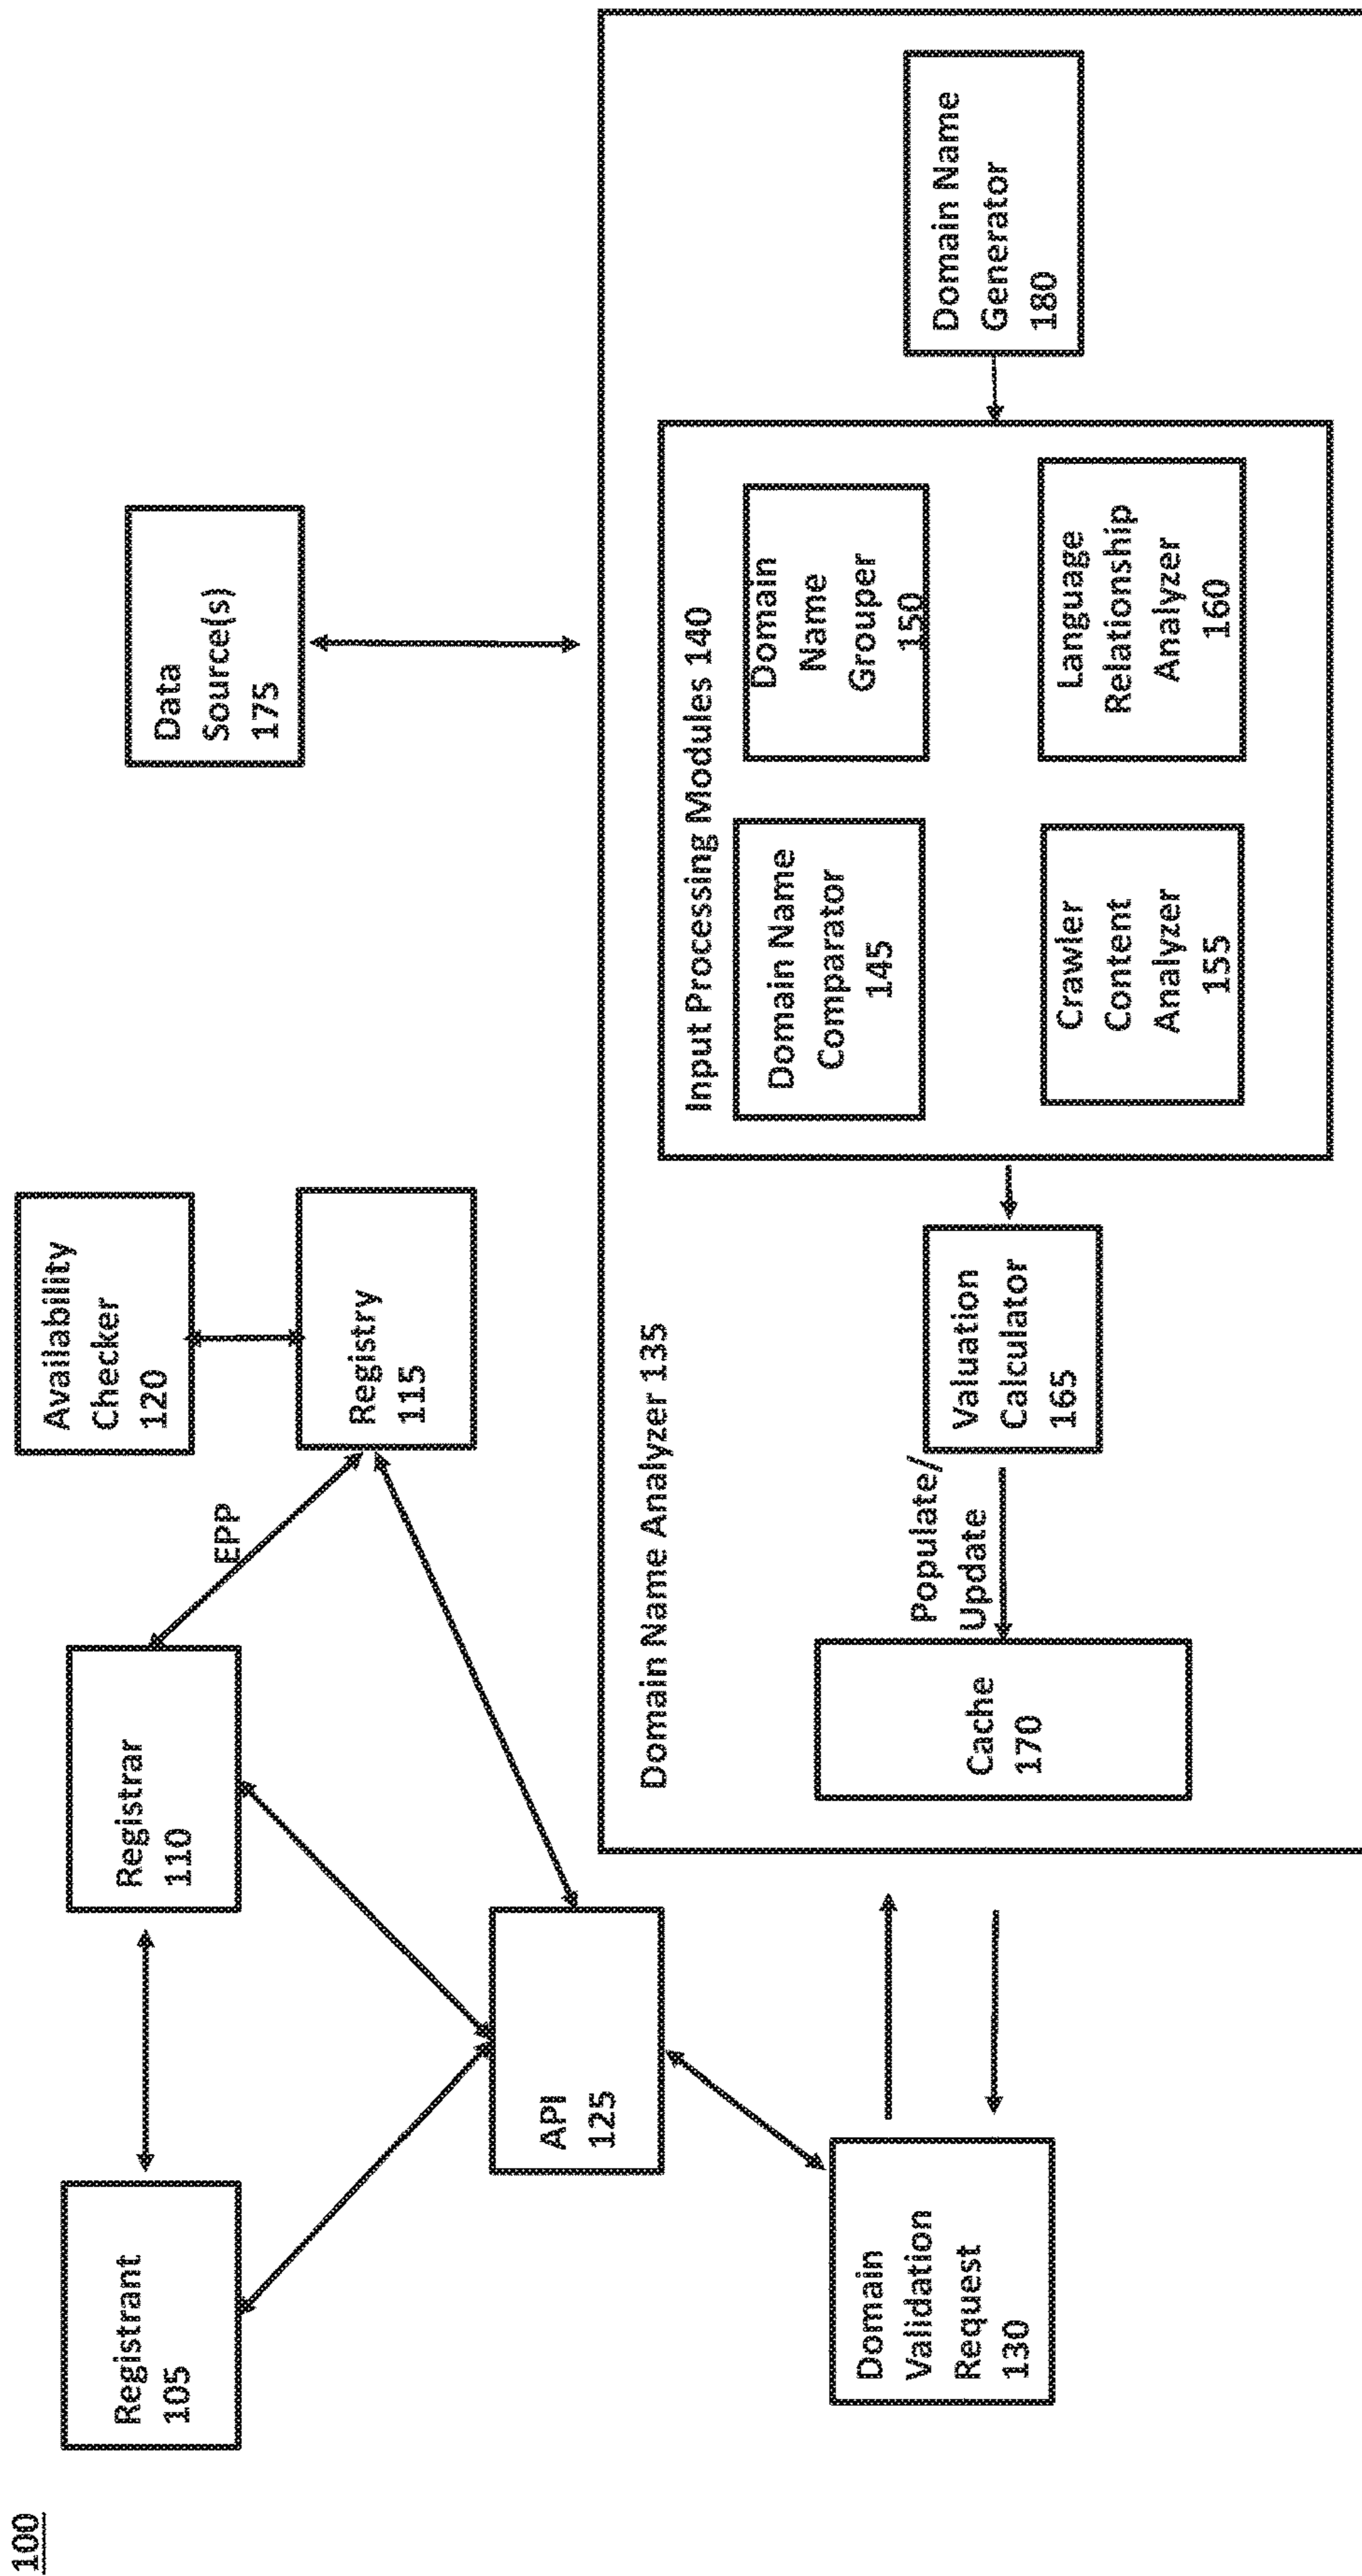 100
Registrant
105
Registrar
110
EPP
Availability
Checker
120
Registry
115
API
125
Data
Source(s)
175
Domain
Validation
Request
130
Domain Name Analyzer 135
Cache
170
Populate/
Update
Valuation
Calculator
165
Input Processing Modules 140
Domain Name
Comparator
145
Domain
Name
Grouper
150
Crawler
Content
Analyzer
155
Language
Relationship
Analyzer
160
Domain Name
Generator
180